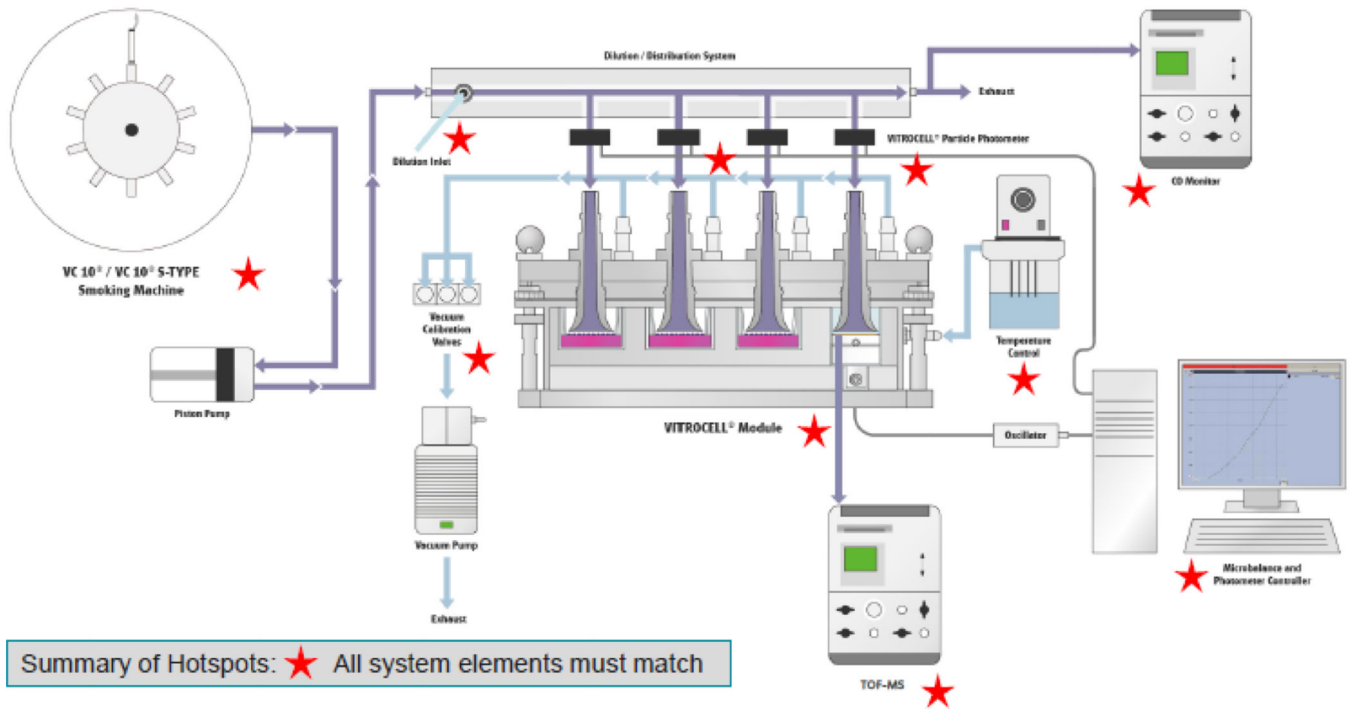 Dilution / Distribution System
Exhaust
Dilution Inlet
VITROCELL® Particle Photometer
CO Monitor
VC 10® / VC 10® S-TYPE
Smoking Machine
Vacuum
Calibration
Valves
Temperature
Control
Piston Pump
VITROCELL® Module
Oscillator
Vacuum Pump
Microbalance and
Photometer Controller
Exhaust
Summary of Hotspots: All system elements must match
TOF-MS